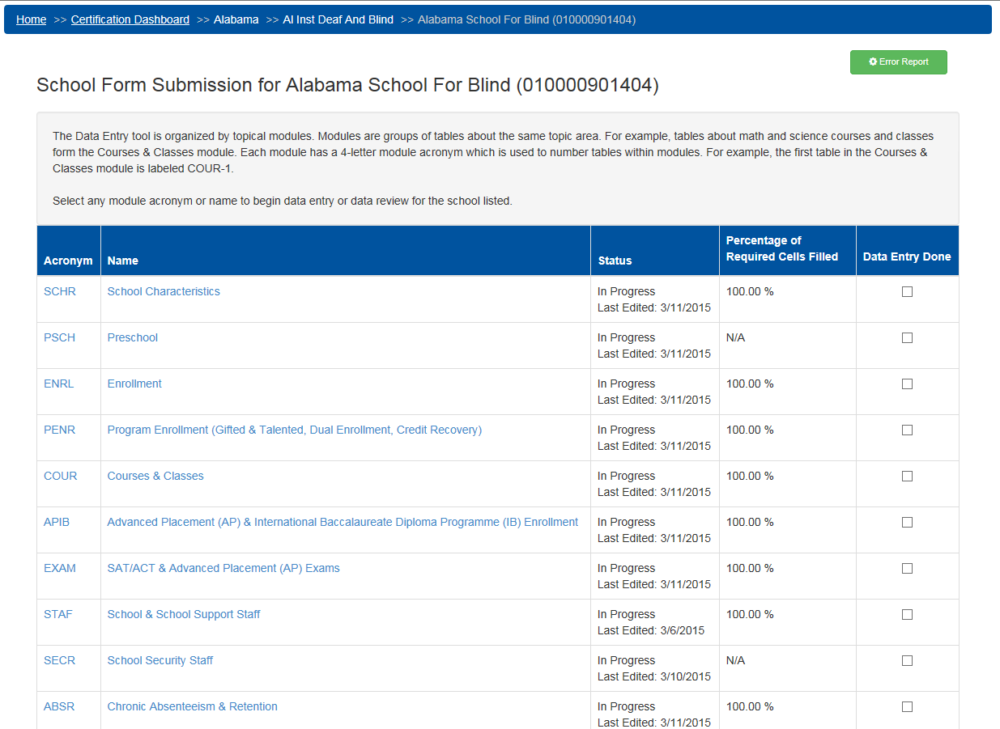 Home >> Certification Dashboard >> Alabama >> Al Inst Deaf And Blind >> Alabama School For Blind (010000901404)
Error Report
School Form Submission for Alabama School For Blind (010000901404)
The Data Entry tool is organized by topical modules. Modules are groups of tables about the same topic area. For example, tables about math and science courses and classes
form the Courses & Classes module. Each module has a 4-letter module acronym which is used to number tables within modules. For example, the first table in the Courses &
Classes module is labeled COUR-1.
Select any module acronym or name to begin data entry or data review for the school listed.
Percentage of
Acronym Name Status Required Cells Filled Data Entry Done
SCHR School Characteristics In Progress 100.00 %
Last Edited: 3/11/2015
PSCH Preschool In Progress N/A
Last Edited: 3/11/2015
ENRL Enrollment In Progress 100.00 %
Last Edited: 3/11/2015
PENR Program Enrollment (Gifted & Talented, Dual Enrollment, Credit Recovery) In Progress 100.00 %
Last Edited: 3/11/2015
COUR Courses & Classes In Progress 100.00 %
Last Edited: 3/11/2015
APIB Advanced Placement (AP) & International Baccalaureate Diploma Programme (IB) Enrollment In Progress 100.00 %
Last Edited: 3/11/2015
EXAM SAT/ACT & Advanced Placement (AP) Exams In Progress 100.00 %
Last Edited: 3/11/2015
STAF School & School Support Staff In Progress 100.00 %
Last Edited: 3/6/2015
SECR School Security Staff In Progress N/A
Last Edited: 3/10/2015
ABSR Chronic Absenteeism & Retention In Progress 100.00 %
Last Edited: 3/11/2015